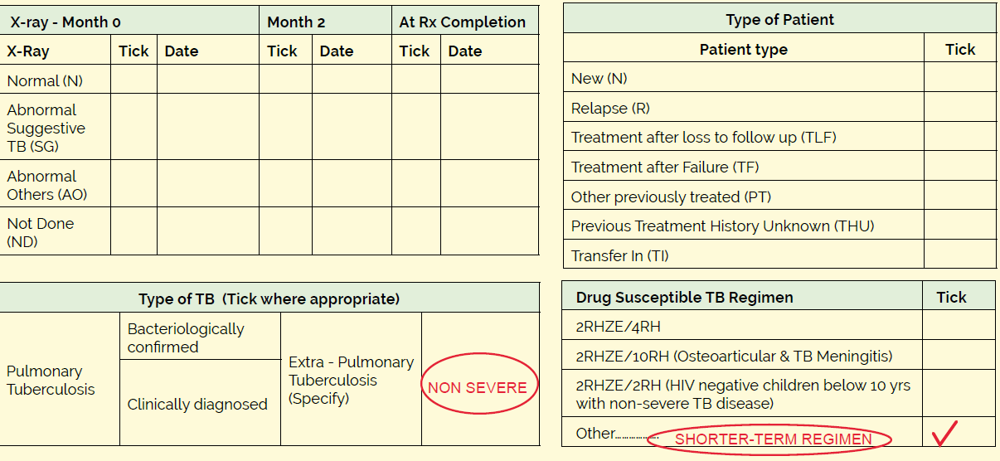 X-ray - Month 0 Month 2 At Rx Completion
X-Ray Tick Date Tick Date Tick Date
Normal (N)
Abnormal
Suggestive
TB (SG)
Abnormal
Others (AO)
Not Done
(ND)
Type of Patient
Patient type Tick
New (N)
Relapse (R)
Treatment after loss to follow up (TLF)
Treatment after Failure (TF)
Other previously treated (PT)
Previous Treatment History Unknown (THU)
Transfer In (TI)
Type of TB (Tick where appropriate)
Pulmonary
Tuberculosis
Bacteriologically
confirmed
Clinically diagnosed
Extra - Pulmonary
Tuberculosis
(Specify)
NON SEVERE
Drug Susceptible TB Regimen Tick
2RHZE/4RH
2RHZE/10RH (Osteoarticular & TB Meningitis)
2RHZE/2RH (HIV negative children below 10 yrs
with non-severe TB disease)
Other.................. SHORTER-TERM REGIMEN